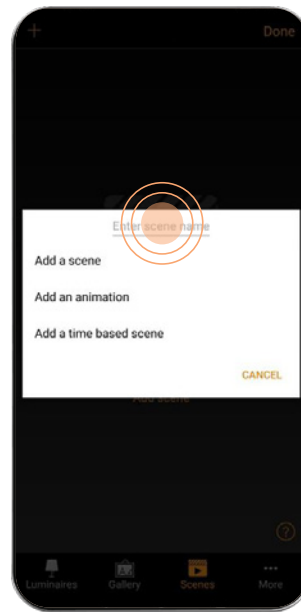 + Done
Enter scene name
Add a scene
Add an animation
Add a time based scene
CANCEL
Add scene
?
Luminaires Gallery Scenes More